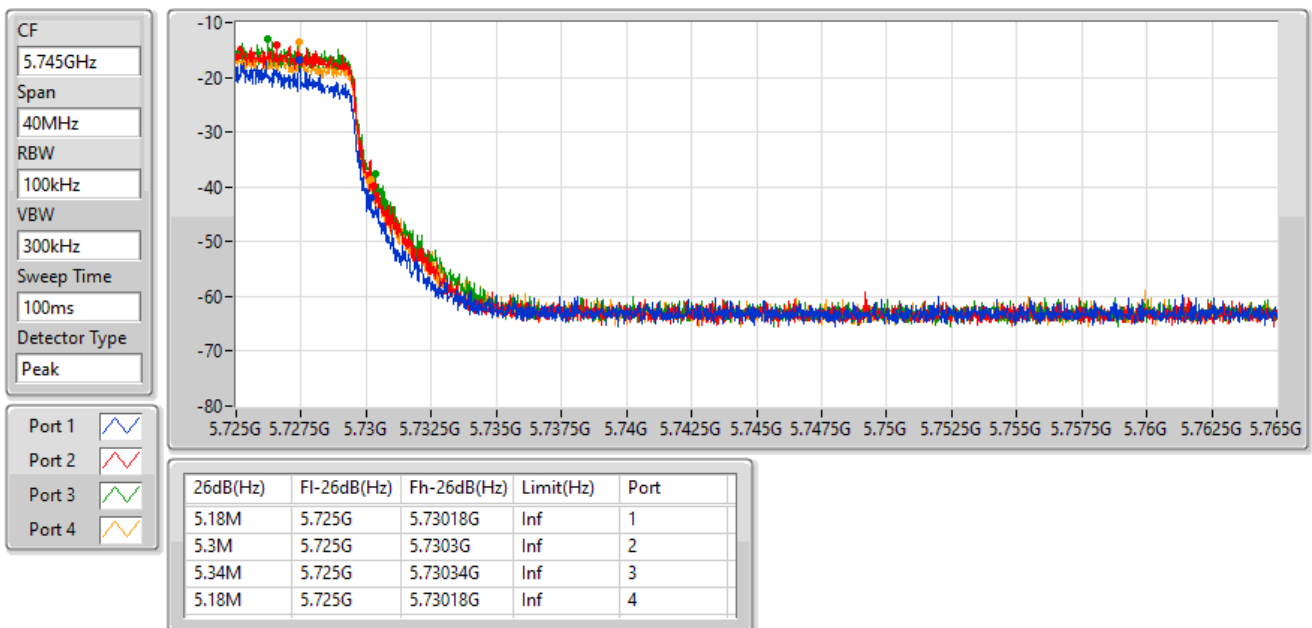 CF
5.745GHz
Span
40MHz
RBW
100kHz
VBW
300kHz
Sweep Time
100ms
Detector Type
Peak
Port 1
Port 2
Port 3
Port 4
-10
-20
-30
-40
-50
-60
-70
-80
5.725G 5.7275G 5.73G 5.7325G 5.735G 5.7375G 5.74G 5.7425G 5.745G 5.7475G 5.75G 5.7525G 5.755G 5.7575G 5.76G 5.7625G 5.765G
26dB(Hz) Fl-26dB(Hz) Fh-26dB(Hz) Limit(Hz) Port
5.18M 5.725G 5.73018G Inf 1
5.3M 5.725G 5.7303G Inf 2
5.34M 5.725G 5.73034G Inf 3
5.18M 5.725G 5.73018G Inf 4